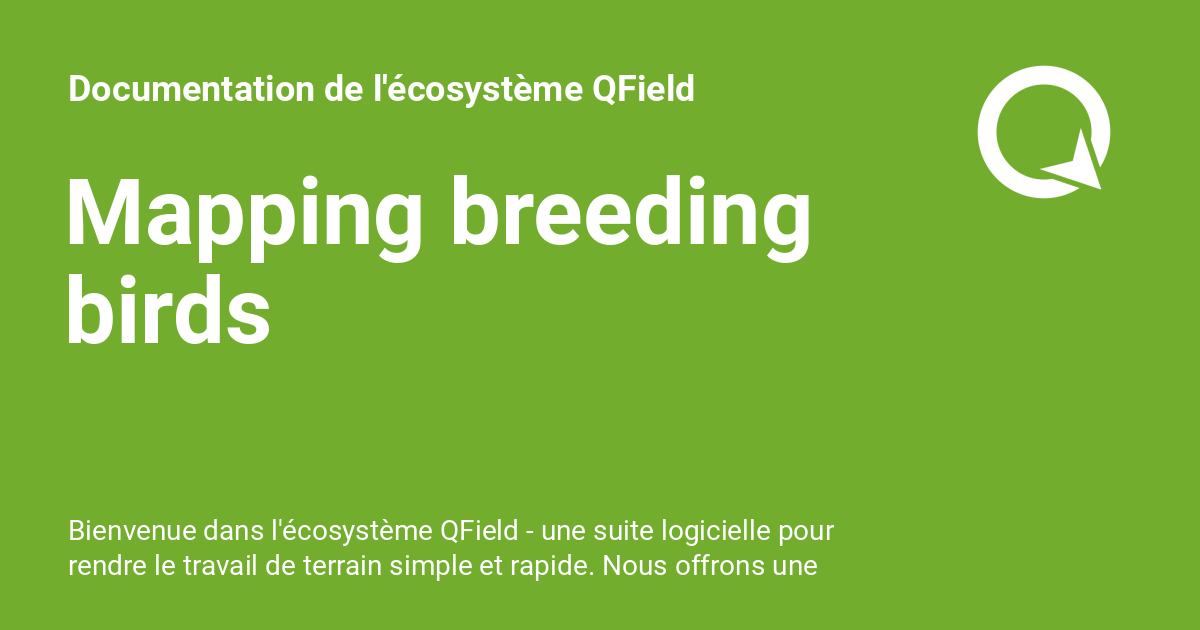 Documentation de l'écosystème QField
Mapping breeding
birds
Bienvenue dans l'écosystème QField - une suite logicielle pour
rendre le travail de terrain simple et rapide. Nous offrons une